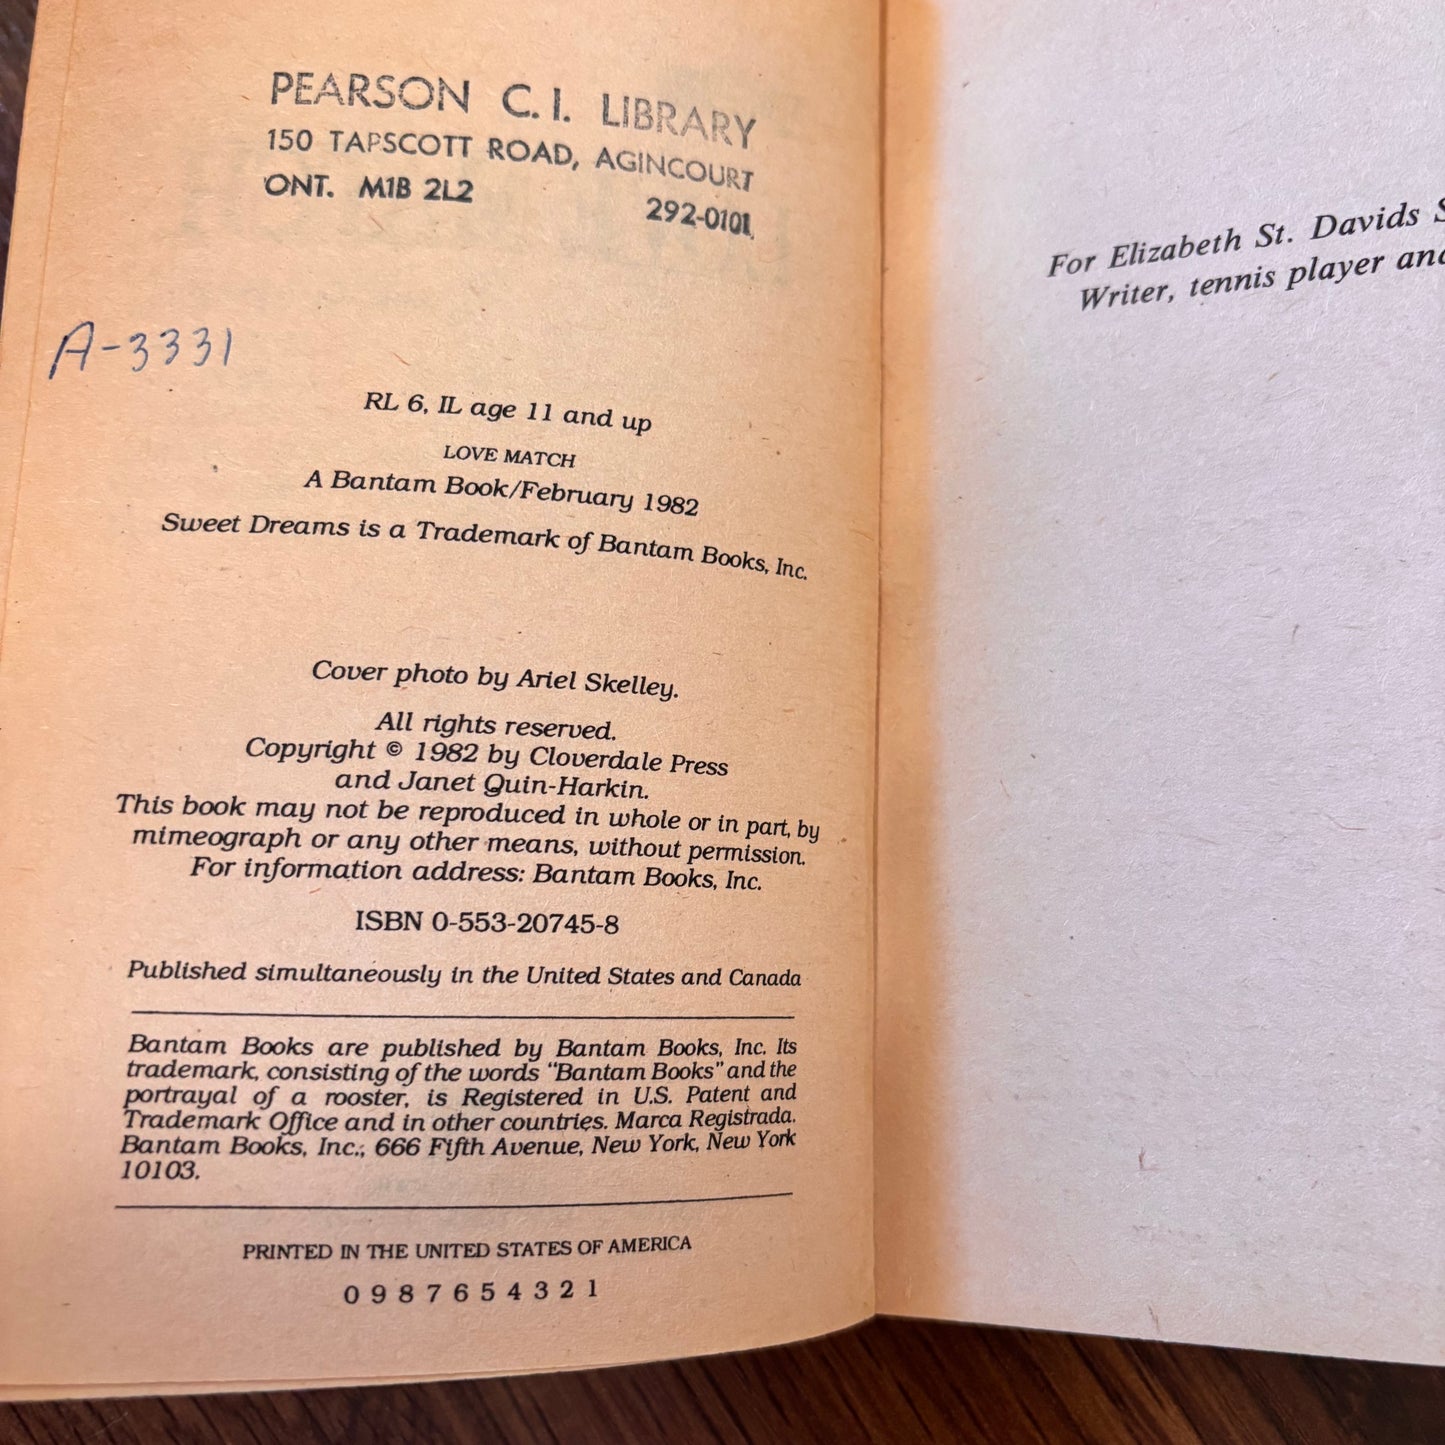 PEARSON C.I. LIBRARY
150 TAPSCOTT ROAD, AGINCOURT
ONT. M1B 2L2 292-0101
A-3331
RL 6, IL age 11 and up
LOVE MATCH
A Bantam Book/February 1982
Sweet Dreams is a Trademark of Bantam Books, Inc.
Cover photo by Ariel Skelley.
All rights reserved.
Copyright © 1982 by Cloverdale Press
and Janet Quin-Harkin.
This book may not be reproduced in whole or in part, by
mimeograph or any other means, without permission.
For information address: Bantam Books, Inc.
ISBN 0-553-20745-8
Published simultaneously in the United States and Canada
Bantam Books are published by Bantam Books, Inc. Its
trademark, consisting of the words "Bantam Books" and the
portrayal of a rooster, is Registered in U.S. Patent and
Trademark Office and in other countries. Marca Registrada.
Bantam Books, Inc., 666 Fifth Avenue, New York, New York
10103.
PRINTED IN THE UNITED STATES OF AMERICA
0 9 8 7 6 5 4 3 2 1
For Elizabeth St. Davids
Writer, tennis player and